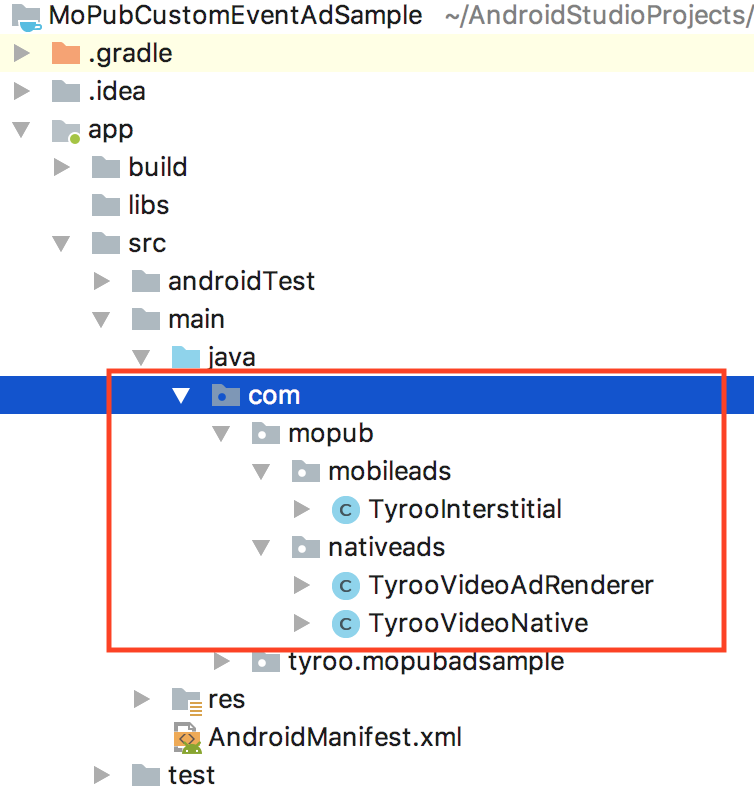 MoPubCustomEventAdSample ~/AndroidStudioProjects/
.gradle
.idea
app
build
libs
src
androidTest
main
java
com
mopub
mobileads
C TyrooInterstitial
nativeads
C TyrooVideoAdRenderer
C TyrooVideoNative
tyroo.mopubadsample
res
<> AndroidManifest.xml
test